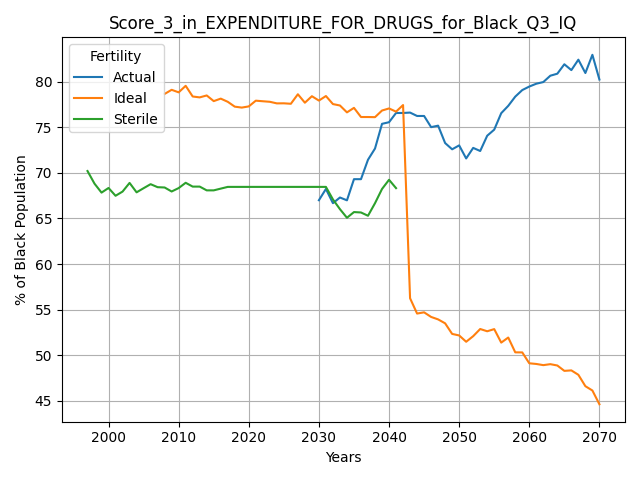 Score_3_in_EXPENDITURE_FOR_DRUGS_for_Black_Q3_IQ
Fertility
Actual
Ideal
Sterile
% of Black Population
80
75
70
65
60
55
50
45
2000 2010 2020 2030 2040 2050 2060 2070
Years